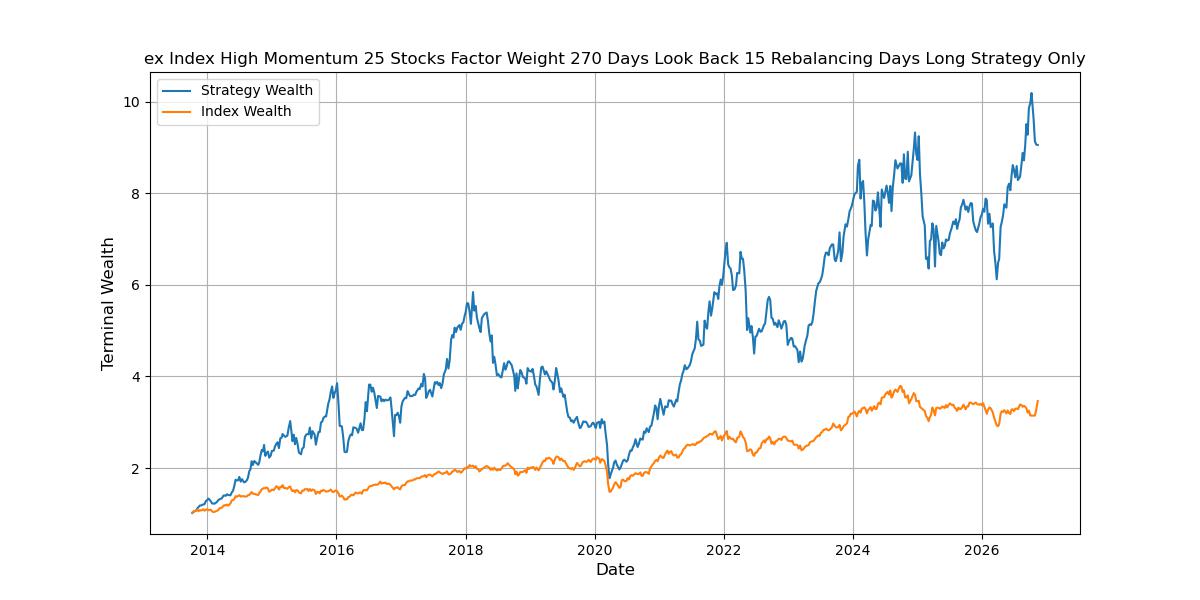 ex Index High Momentum 25 Stocks Factor Weight 270 Days Look Back 15 Rebalancing Days Long Strategy Only
Strategy Wealth
Index Wealth
Terminal Wealth
10
8
6
4
2
2014 2016 2018 2020 2022 2024 2026
Date